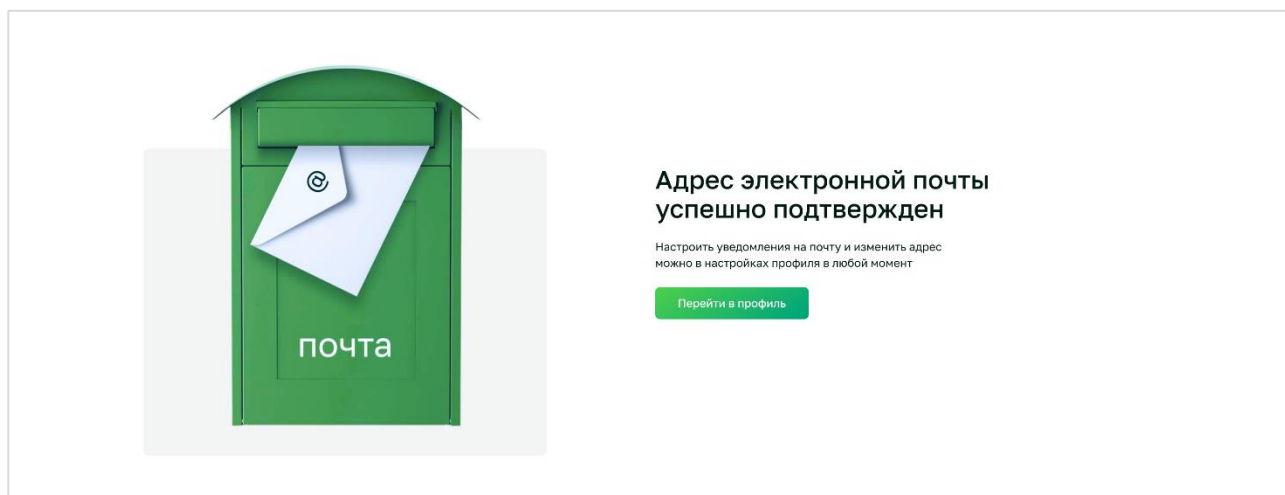 @
почта
Адрес электронной почты
успешно подтвержден
Настроить уведомления на почту и изменить адрес
можно в настройках профиля в любой момент
Перейти в профиль